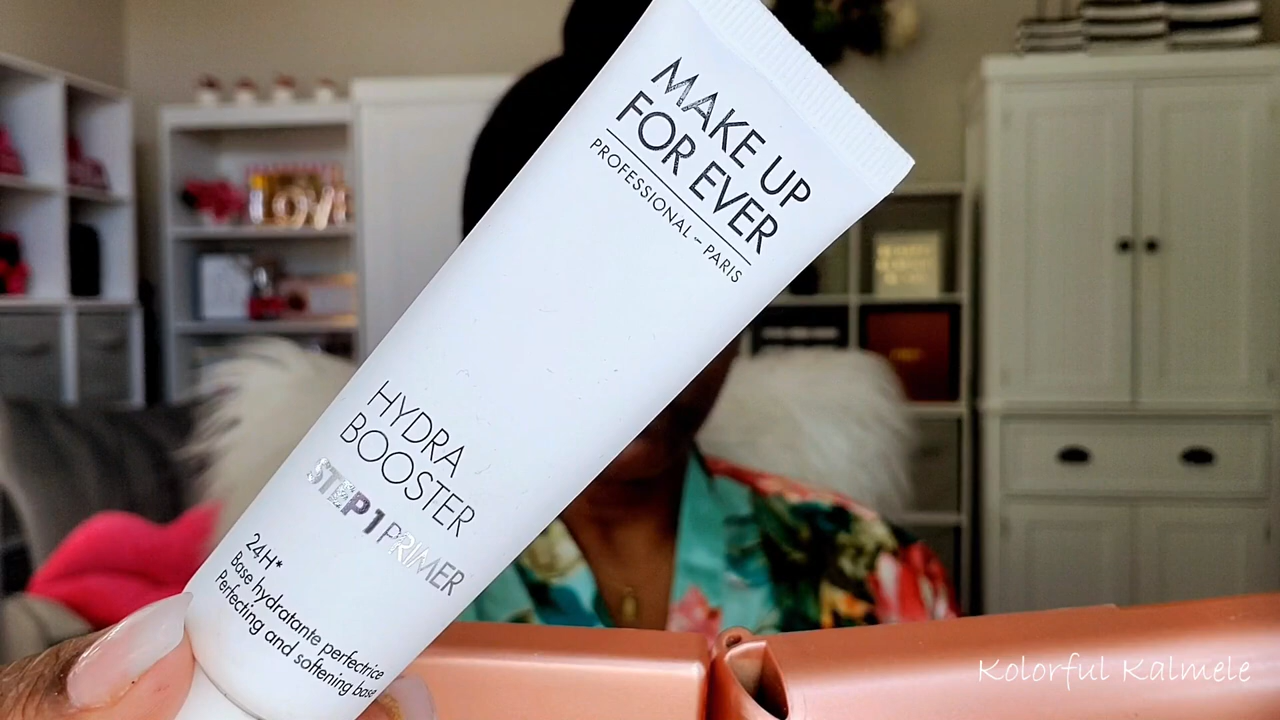 MAKE UP
FOR EVER
PROFESSIONAL – PARIS
HYDRA
BOOSTER
STEP 1 PRIMER
24H*
Base hydratante perfectrice
Perfecting and softening base
LOVE
Kolorful Kalmele